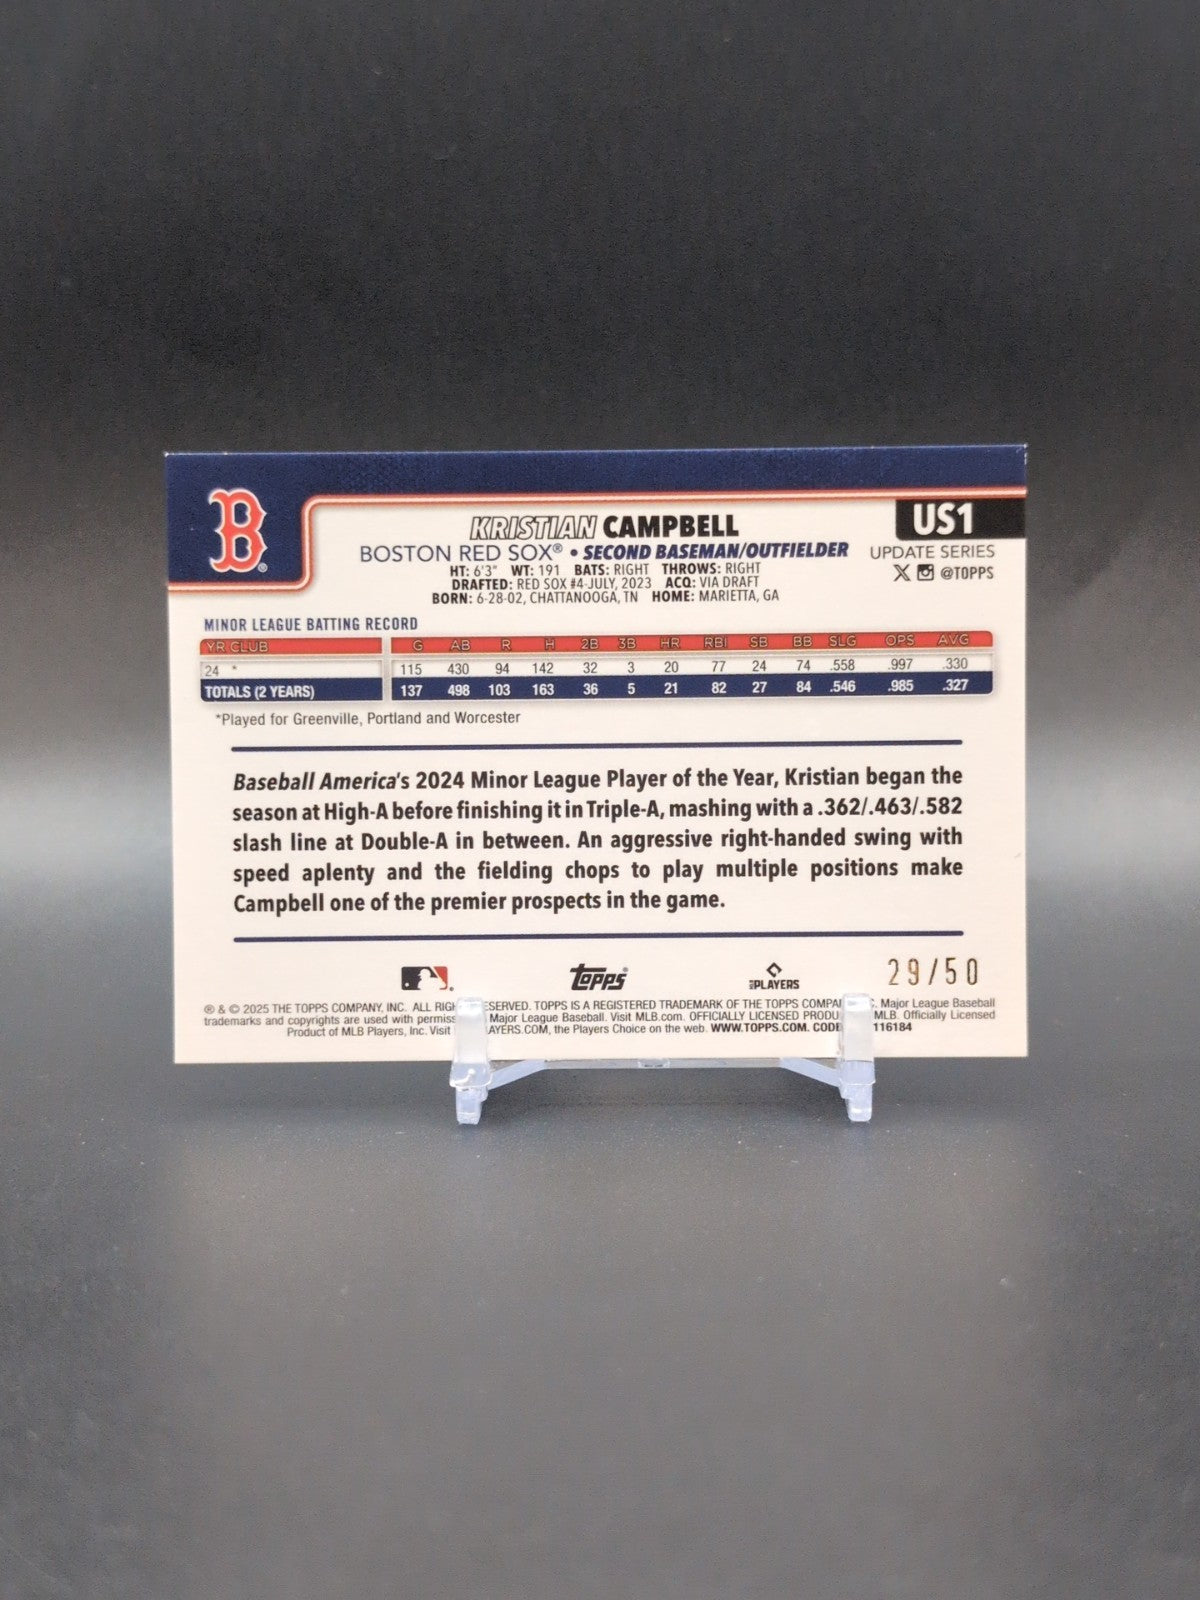 B®
KRISTIAN CAMPBELL
US1
BOSTON RED SOX® • SECOND BASEMAN/OUTFIELDER
UPDATE SERIES
HT: 6'3" WT: 191 BATS: RIGHT THROWS: RIGHT
@TOPPS
DRAFTED: RED SOX #4-JULY, 2023 ACQ: VIA DRAFT
BORN: 6-28-02, CHATTANOOGA, TN HOME: MARIETTA, GA
MINOR LEAGUE BATTING RECORD
YR CLUB G AB R H 2B 3B HR RBI SB BB SLG OPS AVG
24 * 115 430 94 142 32 3 20 77 24 74 .558 .997 .330
TOTALS (2 YEARS) 137 498 103 163 36 5 21 82 27 84 .546 .985 .327
*Played for Greenville, Portland and Worcester
Baseball America's 2024 Minor League Player of the Year, Kristian began the
season at High-A before finishing it in Triple-A, mashing with a .362/.463/.582
slash line at Double-A in between. An aggressive right-handed swing with
speed aplenty and the fielding chops to play multiple positions make
Campbell one of the premier prospects in the game.
29/50
topps
PLAYERS
® & © 2025 THE TOPPS COMPANY, INC. ALL RIGH ESERVED. TOPPS IS A REGISTERED TRADEMARK OF THE TOPPS COMPA C. Major League Baseball
trademarks and copyrights are used with permiss Major League Baseball. Visit MLB.com. OFFICIALLY LICENSED PRODU MLB. Officially Licensed
Product of MLB Players, Inc. Visit AYERS.COM, the Players Choice on the web. WWW.TOPPS.COM. CODE 116184